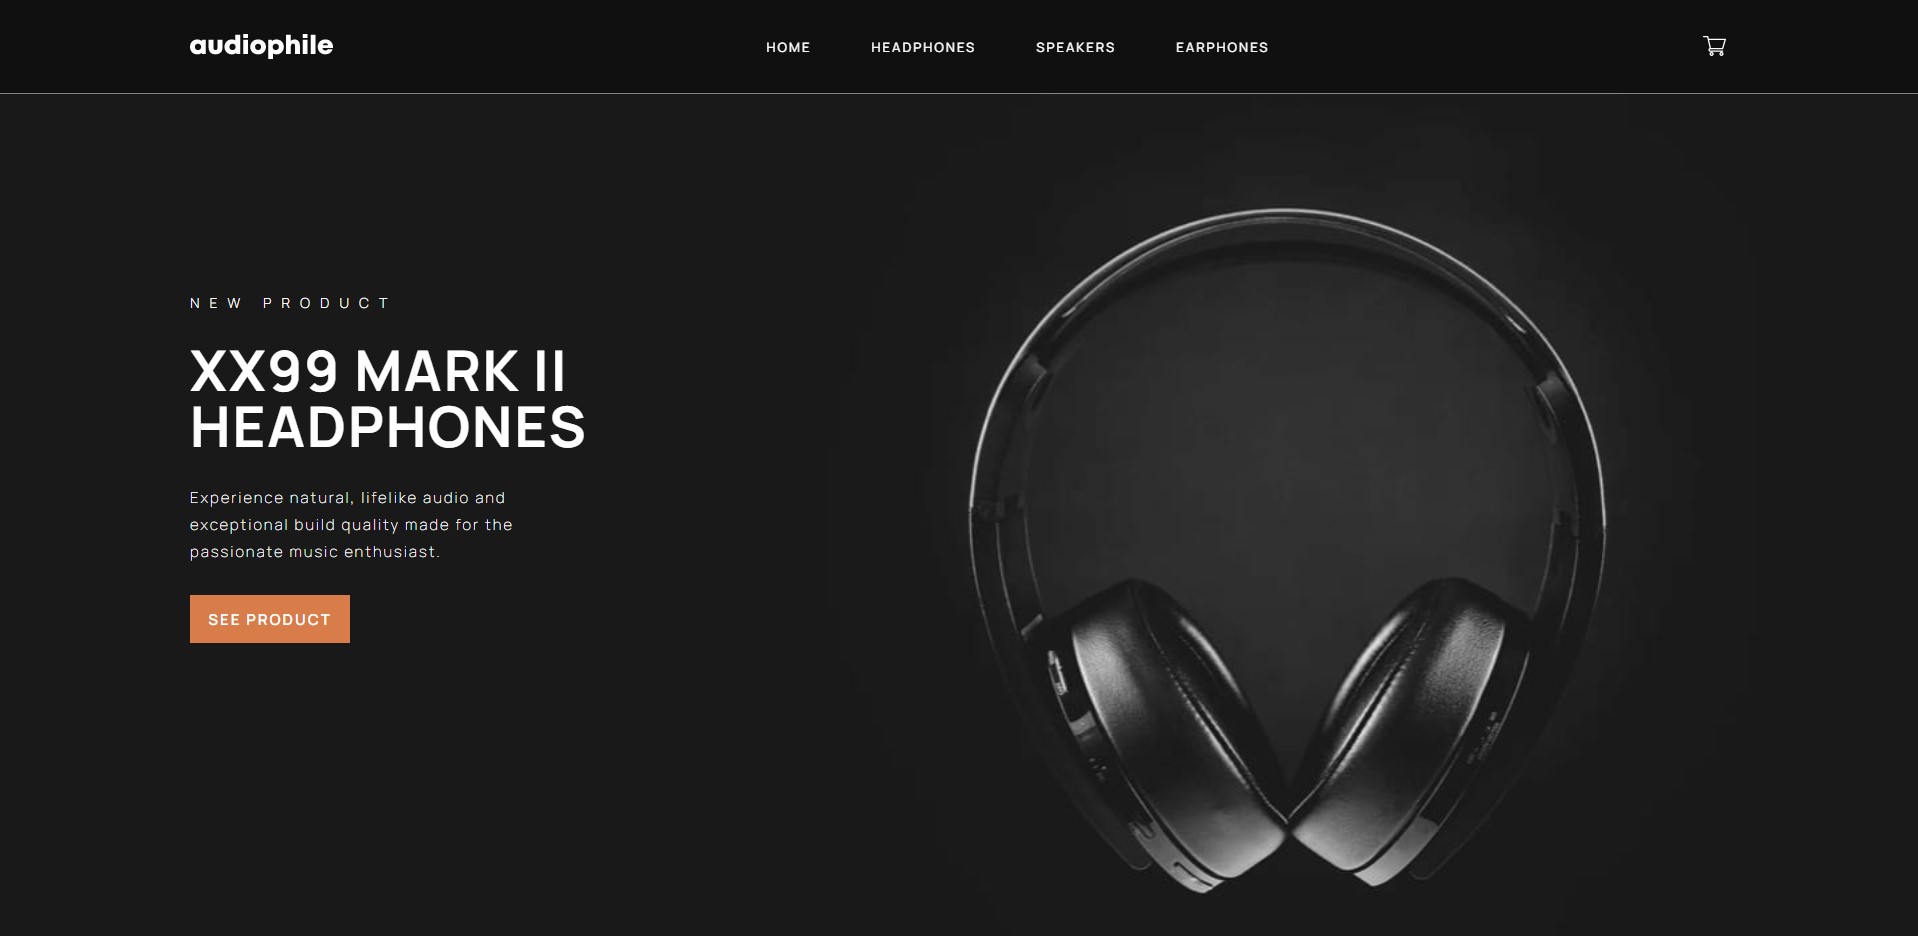 audiophile
HOME HEADPHONES SPEAKERS EARPHONES
NEW PRODUCT
XX99 MARK II
HEADPHONES
Experience natural, lifelike audio and
exceptional build quality made for the
passionate music enthusiast.
SEE PRODUCT